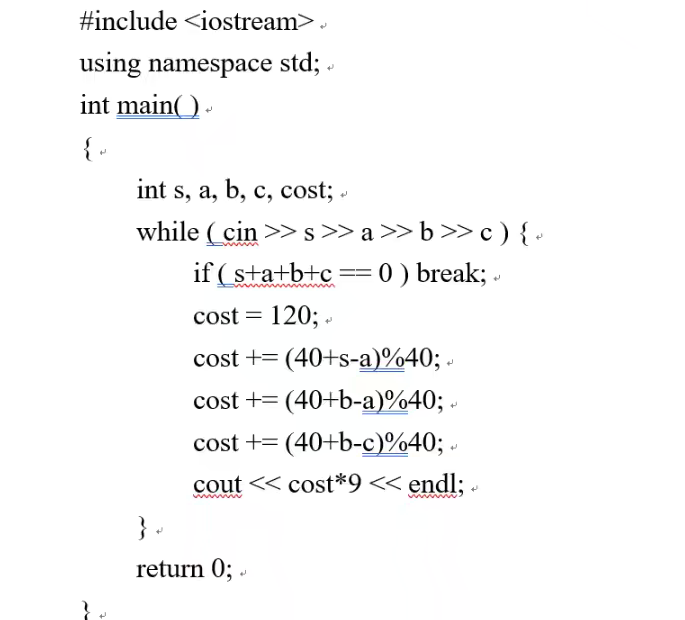 #include <iostream>
using namespace std;
int main( )
{
int s, a, b, c, cost;
while ( cin >> s >> a >> b >> c ) {
if ( s+a+b+c == 0 ) break;
cost = 120;
cost += (40+s-a)%40;
cost += (40+b-a)%40;
cost += (40+b-c)%40;
cout << cost*9 << endl;
}
return 0;
}